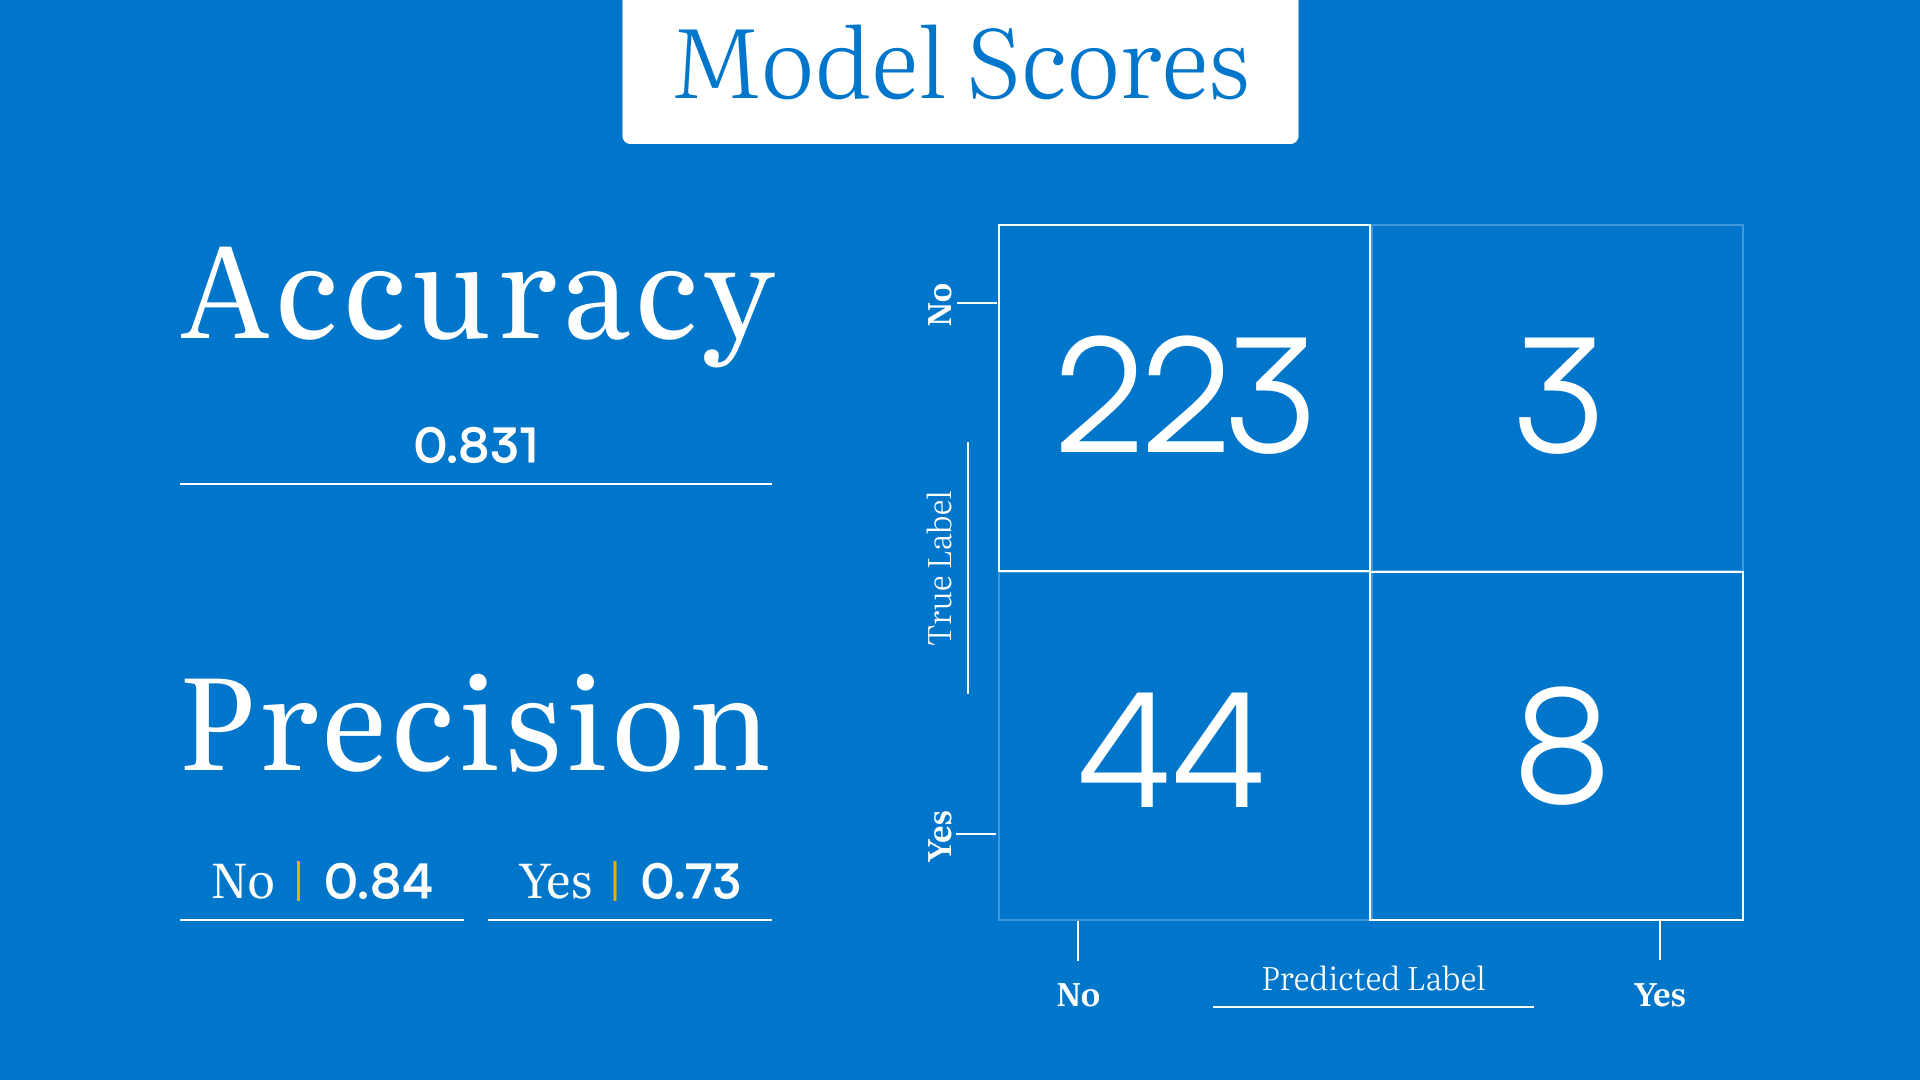 Model Scores
Accuracy
0.831
Precision
No | 0.84
Yes | 0.73
True Label
No
Yes
223 3
44 8
No
Predicted Label
Yes